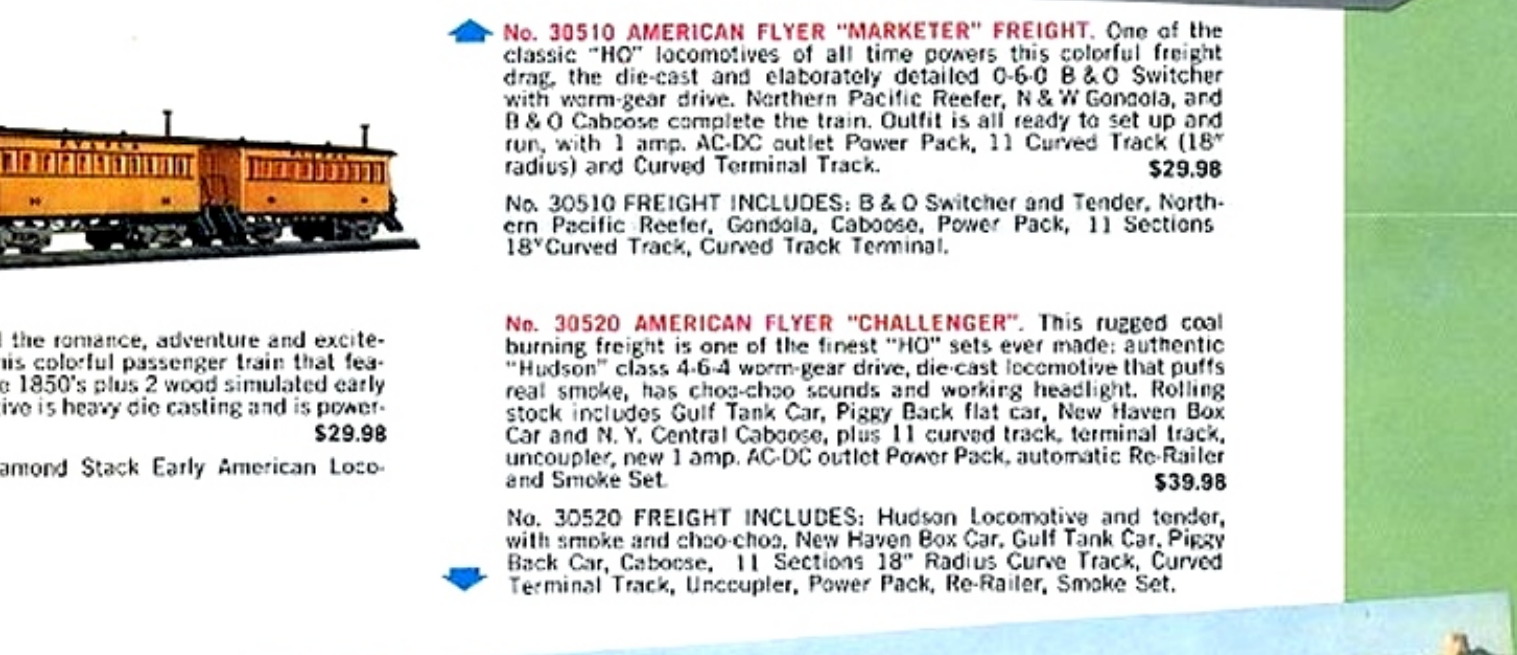 No. 30510 AMERICAN FLYER "MARKETER" FREIGHT. One of the
classic "HO" locomotives of all time powers this colorful freight
drag, the die-cast and elaborately detailed 0-6-0 B & O Switcher
with worm-gear drive. Northern Pacific Reefer, N & W Gondola, and
B & O Caboose complete the train. Outfit is all ready to set up and
run, with 1 amp. AC-DC outlet Power Pack, 11 Curved Track (18"
radius) and Curved Terminal Track. $29.98
No. 30510 FREIGHT INCLUDES: B & O Switcher and Tender, North-
ern Pacific Reefer, Gondola, Caboose, Power Pack, 11 Sections
18" Curved Track, Curved Track Terminal.
the romance, adventure and excite-
his colorful passenger train that fea-
1850's plus 2 wood simulated early
ive is heavy die casting and is power-
$29.98
amond Stack Early American Loco-
No. 30520 AMERICAN FLYER "CHALLENGER". This rugged coal
burning freight is one of the finest "HO" sets ever made: authentic
"Hudson" class 4-6-4 worm-gear drive, die-cast locomotive that puffs
real smoke, has choo-choo sounds and working headlight. Rolling
stock includes Gulf Tank Car, Piggy Back flat car, New Haven Box
Car and N. Y. Central Caboose, plus 11 curved track, terminal track,
uncoupler, new 1 amp. AC-DC outlet Power Pack, automatic Re-Railer
and Smoke Set. $39.98
No. 30520 FREIGHT INCLUDES: Hudson Locomotive and tender,
with smoke and choo-choo, New Haven Box Car, Gulf Tank Car, Piggy
Back Car, Caboose, 11 Sections 18" Radius Curve Track, Curved
Terminal Track, Uncoupler, Power Pack, Re-Railer, Smoke Set.